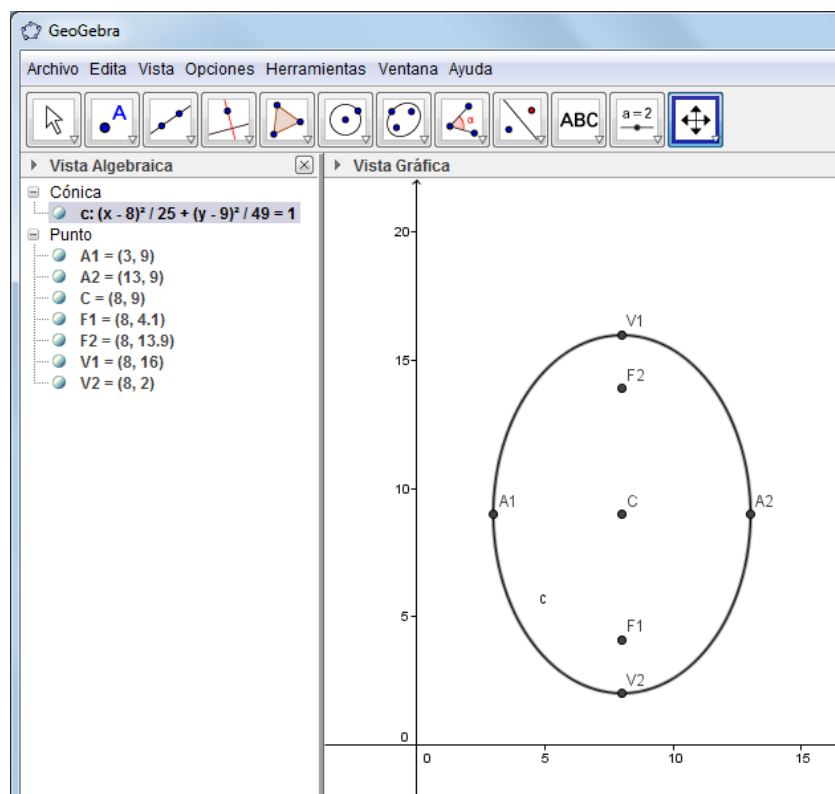 GeoGebra
Archivo Edita Vista Opciones Herramientas Ventana Ayuda
A
α
ABC
a=2
Vista Algebraica
Cónica
c: (x - 8)² / 25 + (y - 9)² / 49 = 1
Punto
A1 = (3, 9)
A2 = (13, 9)
C = (8, 9)
F1 = (8, 4.1)
F2 = (8, 13.9)
V1 = (8, 16)
V2 = (8, 2)
Vista Gráfica
20
V1
15
F2
10
A1
C
A2
c
5
F1
V2
0
0
5
10
15